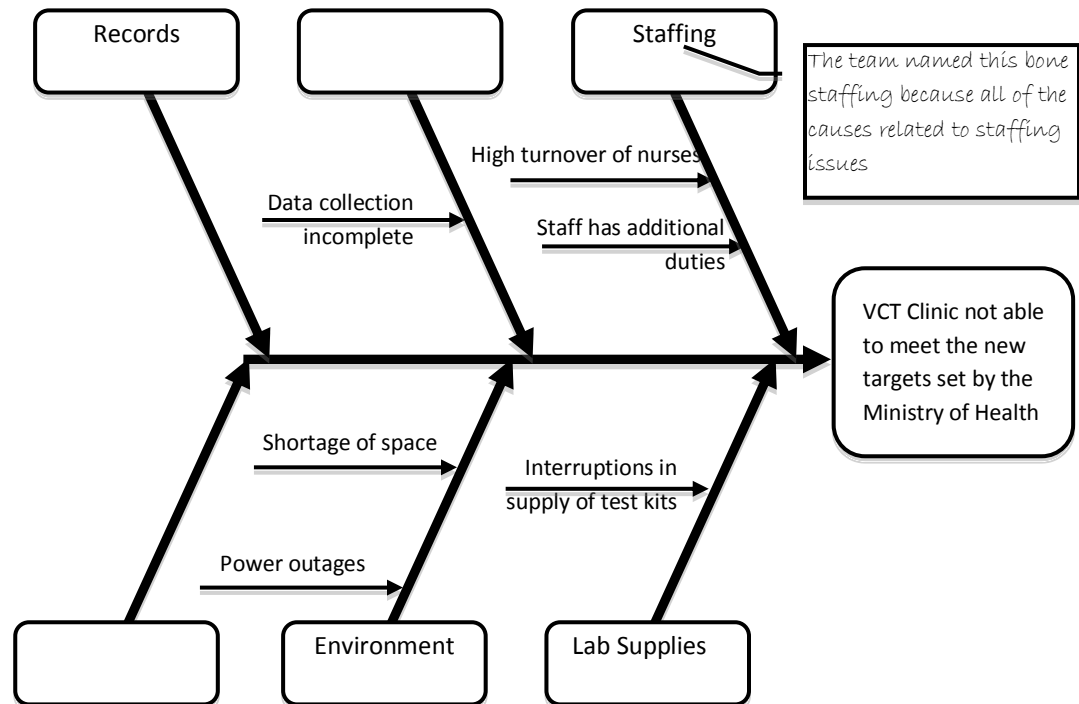 Records
Staffing
The team named this bone
staffing because all of the
causes related to staffing
issues
High turnover of nurses
Data collection
incomplete
Staff has additional
duties
VCT Clinic not able
to meet the new
targets set by the
Ministry of Health
Shortage of space
Interruptions in
supply of test kits
Power outages
Environment
Lab Supplies